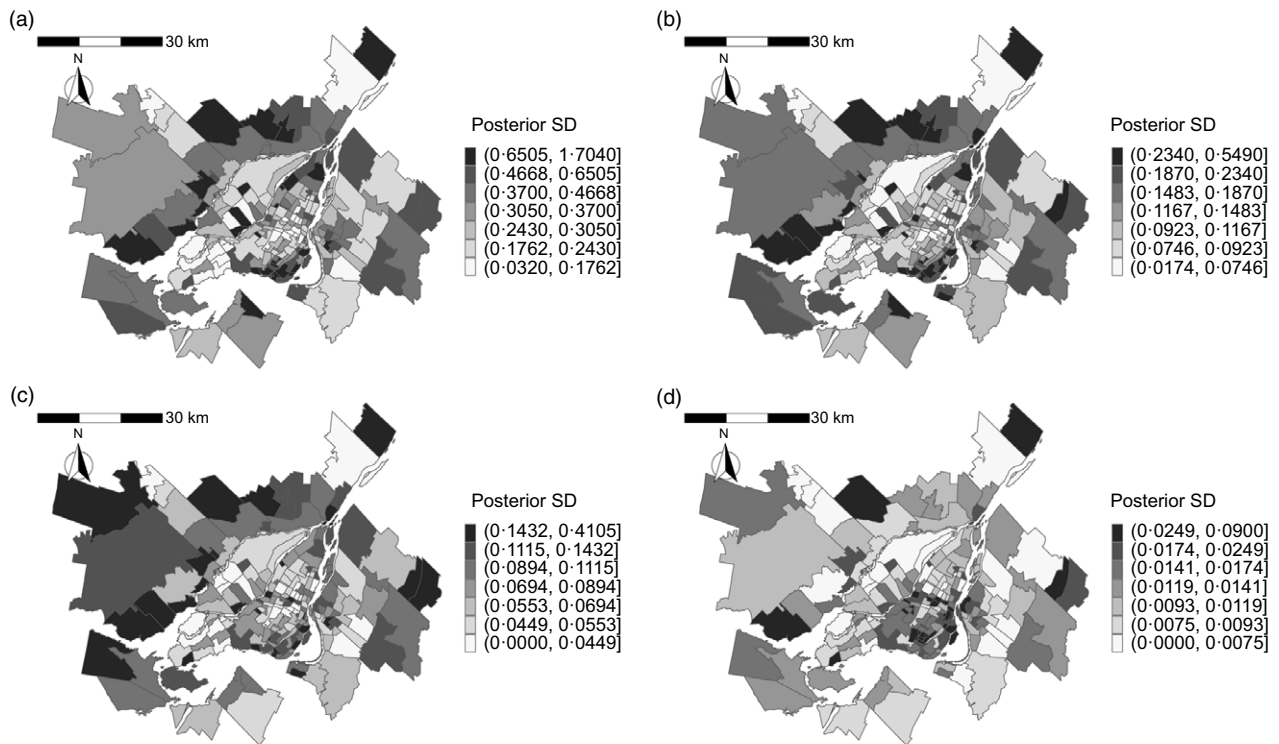 (a)
30 km
N
Posterior SD
(0·6505, 1·7040]
(0·4668, 0·6505]
(0·3700, 0·4668]
(0·3050, 0·3700]
(0·2430, 0·3050]
(0·1762, 0·2430]
(0·0320, 0·1762]
(b)
30 km
N
Posterior SD
(0·2340, 0·5490]
(0·1870, 0·2340]
(0·1483, 0·1870]
(0·1167, 0·1483]
(0·0923, 0·1167]
(0·0746, 0·0923]
(0·0174, 0·0746]
(c)
30 km
N
Posterior SD
(0·1432, 0·4105]
(0·1115, 0·1432]
(0·0894, 0·1115]
(0·0694, 0·0894]
(0·0553, 0·0694]
(0·0449, 0·0553]
(0·0000, 0·0449]
(d)
30 km
N
Posterior SD
(0·0249, 0·0900]
(0·0174, 0·0249]
(0·0141, 0·0174]
(0·0119, 0·0141]
(0·0093, 0·0119]
(0·0075, 0·0093]
(0·0000, 0·0075]